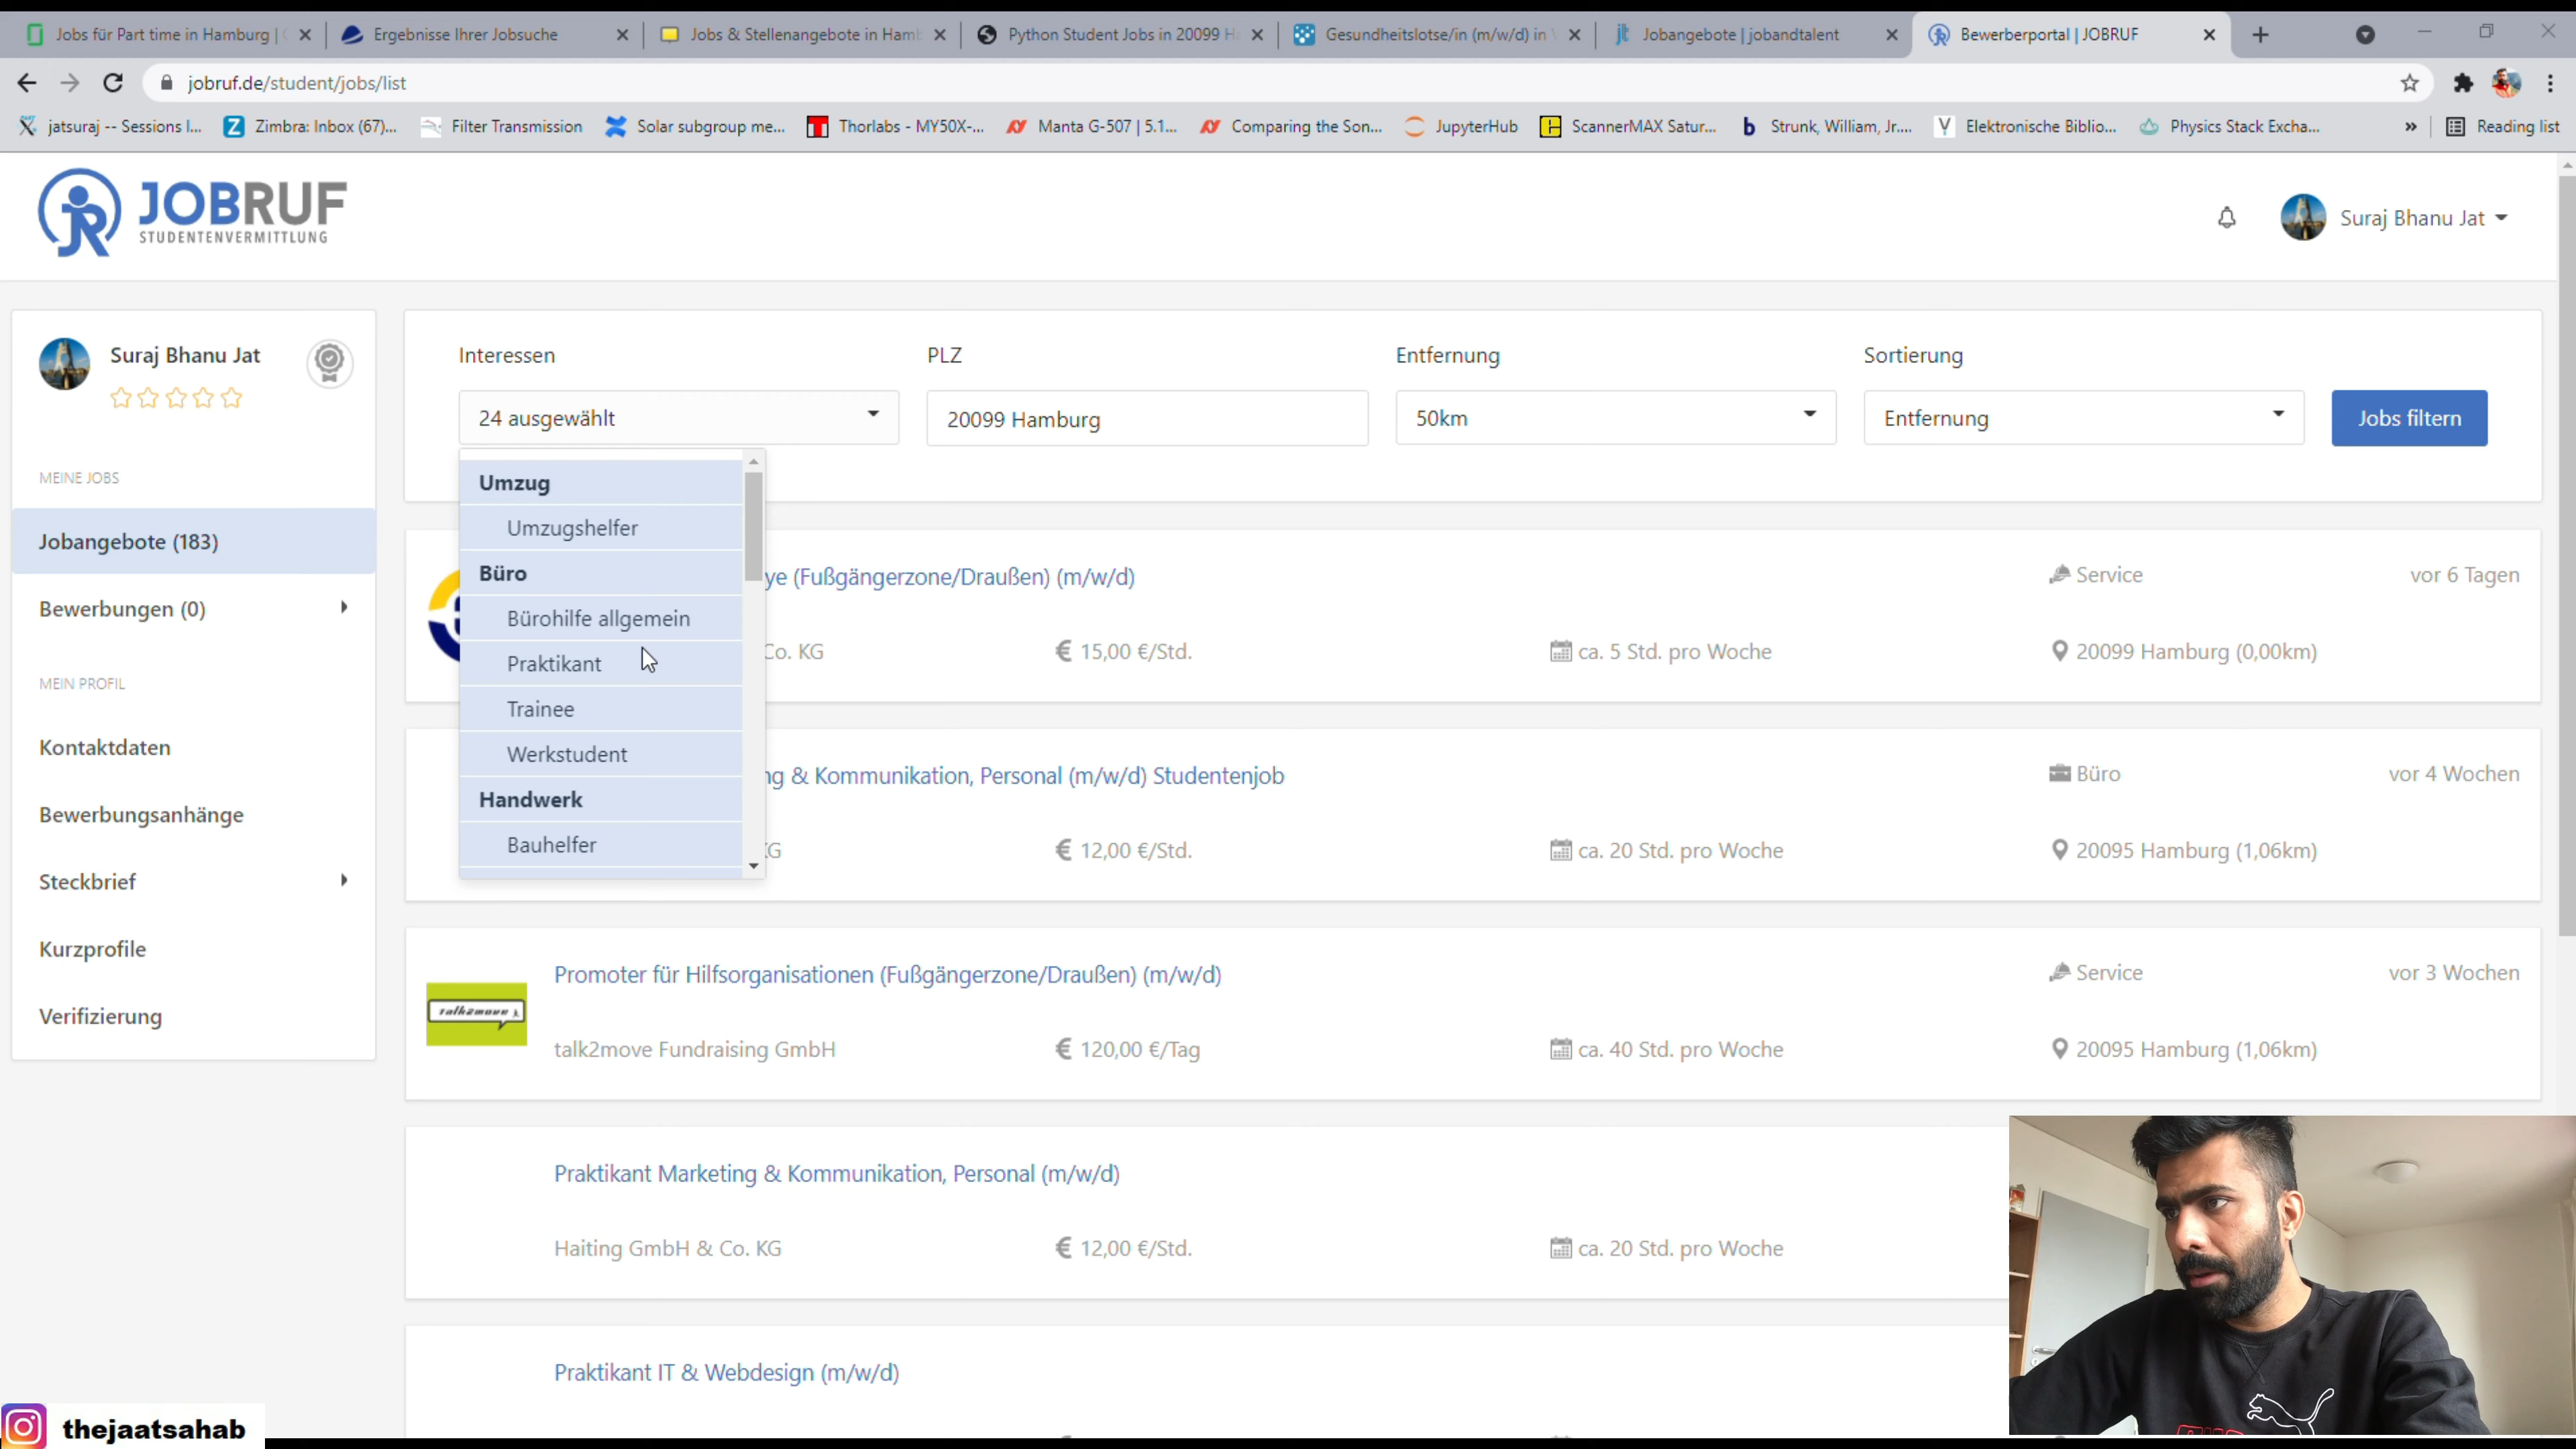 Jobs für Part time in Hamburg |
Ergebnisse Ihrer Jobsuche
Jobs & Stellenangebote in Hamb
Python Student Jobs in 20099 H
Gesundheitslotse/in (m/w/d) in
Jobangebote | jobandtalent
Bewerberportal | JOBRUF
jobruf.de/student/jobs/list
jatsuraj -- Sessions l...
Zimbra: Inbox (67)...
Filter Transmission
Solar subgroup me...
Thorlabs - MY50X-...
Manta G-507 | 5.1...
Comparing the Son...
JupyterHub
ScannerMAX Satur...
Strunk, William, Jr....
Elektronische Biblio...
Physics Stack Excha...
»
Reading list
JOBRUF
STUDENTENVERMITTLUNG
Suraj Bhanu Jat
Suraj Bhanu Jat
MEINE JOBS
Jobangebote (183)
Bewerbungen (0)
MEIN PROFIL
Kontaktdaten
Bewerbungsanhänge
Steckbrief
Kurzprofile
Verifizierung
Interessen
PLZ
Entfernung
Sortierung
24 ausgewählt
20099 Hamburg
50km
Entfernung
Jobs filtern
Umzug
Umzugshelfer
Büro
Bürohilfe allgemein
Praktikant
Trainee
Werkstudent
Handwerk
Bauhelfer
ye (Fußgängerzone/Draußen) (m/w/d)
Service
vor 6 Tagen
Co. KG
€ 15,00 €/Std.
ca. 5 Std. pro Woche
20099 Hamburg (0,00km)
ng & Kommunikation, Personal (m/w/d) Studentenjob
Büro
vor 4 Wochen
KG
€ 12,00 €/Std.
ca. 20 Std. pro Woche
20095 Hamburg (1,06km)
talk2move
Promoter für Hilfsorganisationen (Fußgängerzone/Draußen) (m/w/d)
Service
vor 3 Wochen
talk2move Fundraising GmbH
€ 120,00 €/Tag
ca. 40 Std. pro Woche
20095 Hamburg (1,06km)
Praktikant Marketing & Kommunikation, Personal (m/w/d)
Haiting GmbH & Co. KG
€ 12,00 €/Std.
ca. 20 Std. pro Woche
Praktikant IT & Webdesign (m/w/d)
thejaatsahab